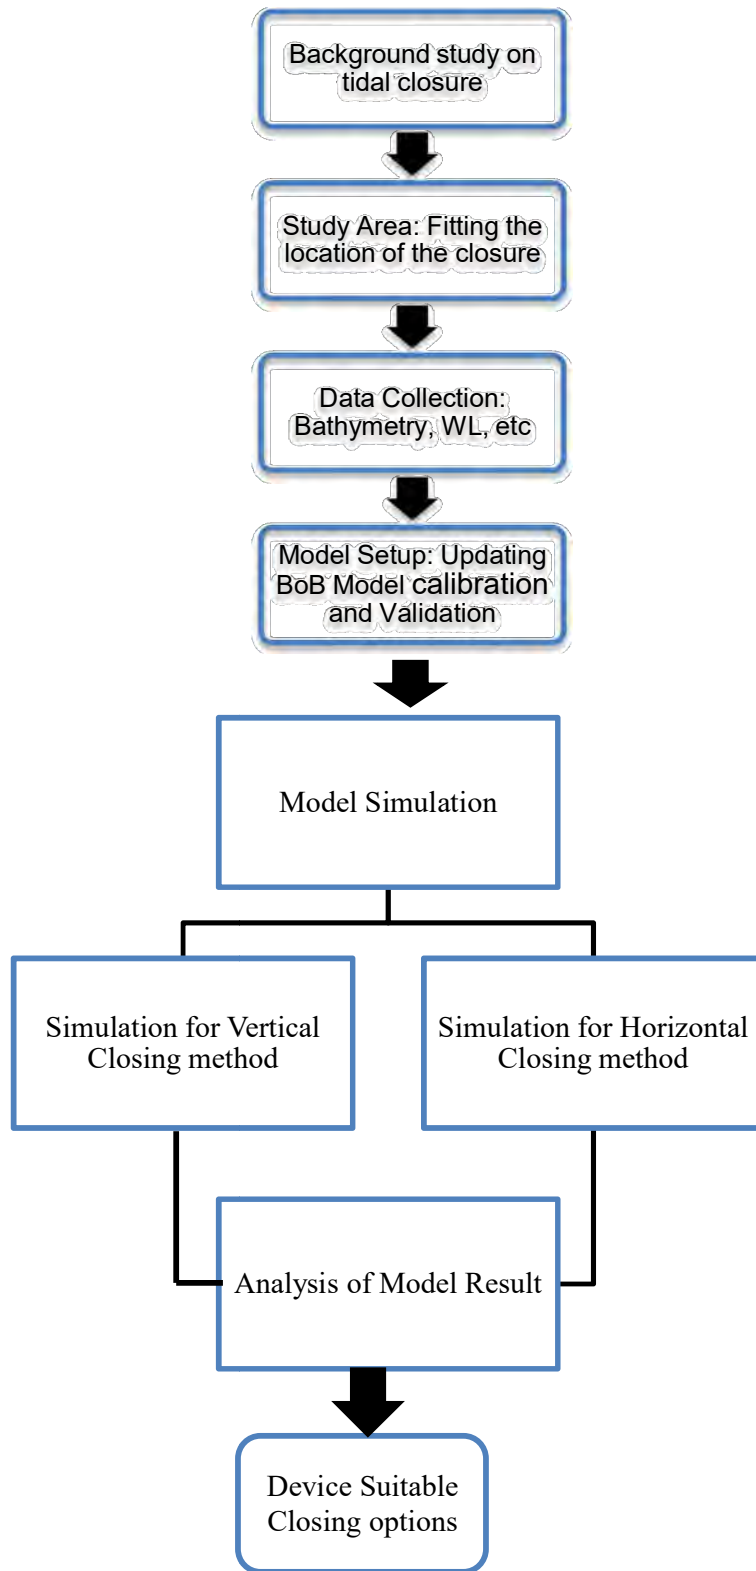 Background study on
tidal closure
Study Area: Fitting the
location of the closure
Data Collection:
Bathymetry, WL, etc
Model Setup: Updating
BoB Model calibration
and Validation
Model Simulation
Simulation for Vertical
Closing method
Simulation for Horizontal
Closing method
Analysis of Model Result
Device Suitable
Closing options